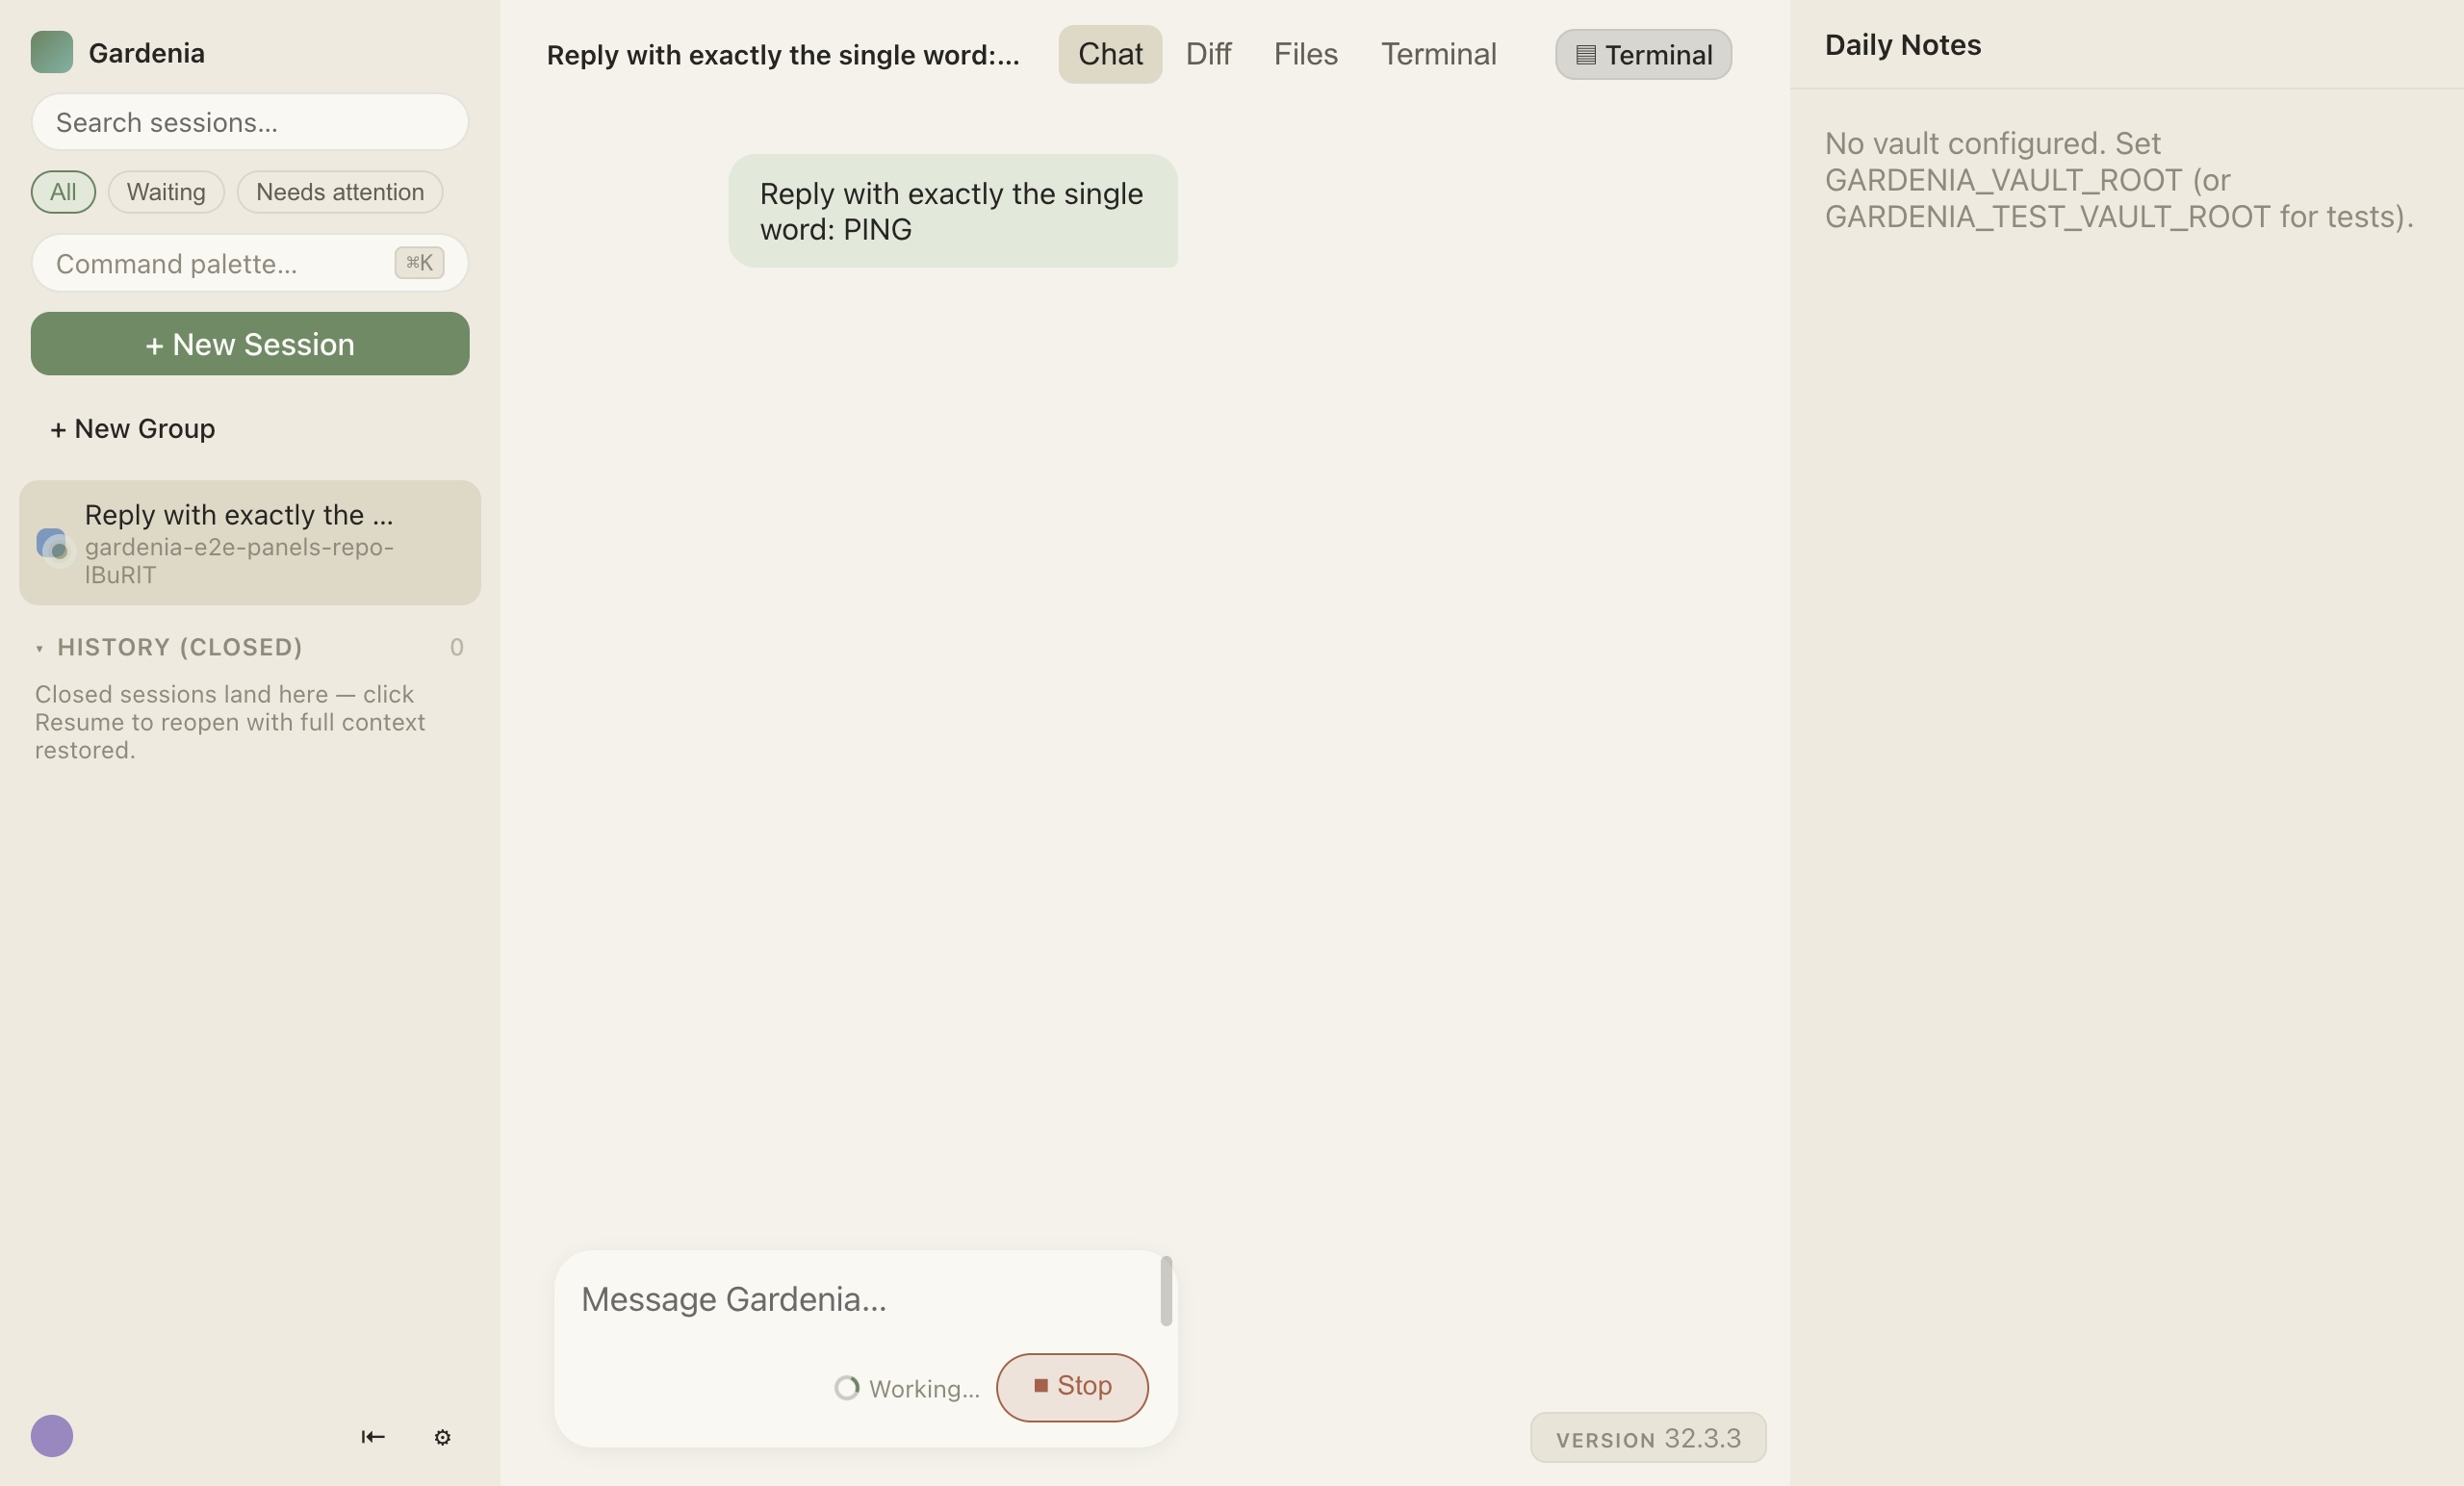 Gardenia
Search sessions...
All
Waiting
Needs attention
Command palette...
⌘K
+ New Session
+ New Group
Reply with exactly the ...
gardenia-e2e-panels-repo-
lBuRlT
▾ HISTORY (CLOSED)
0
Closed sessions land here — click
Resume to reopen with full context
restored.
Reply with exactly the single word:...
Chat
Diff
Files
Terminal
Terminal
Reply with exactly the single
word: PING
Message Gardenia...
Working...
Stop
VERSION 32.3.3
Daily Notes
No vault configured. Set
GARDENIA_VAULT_ROOT (or
GARDENIA_TEST_VAULT_ROOT for tests).